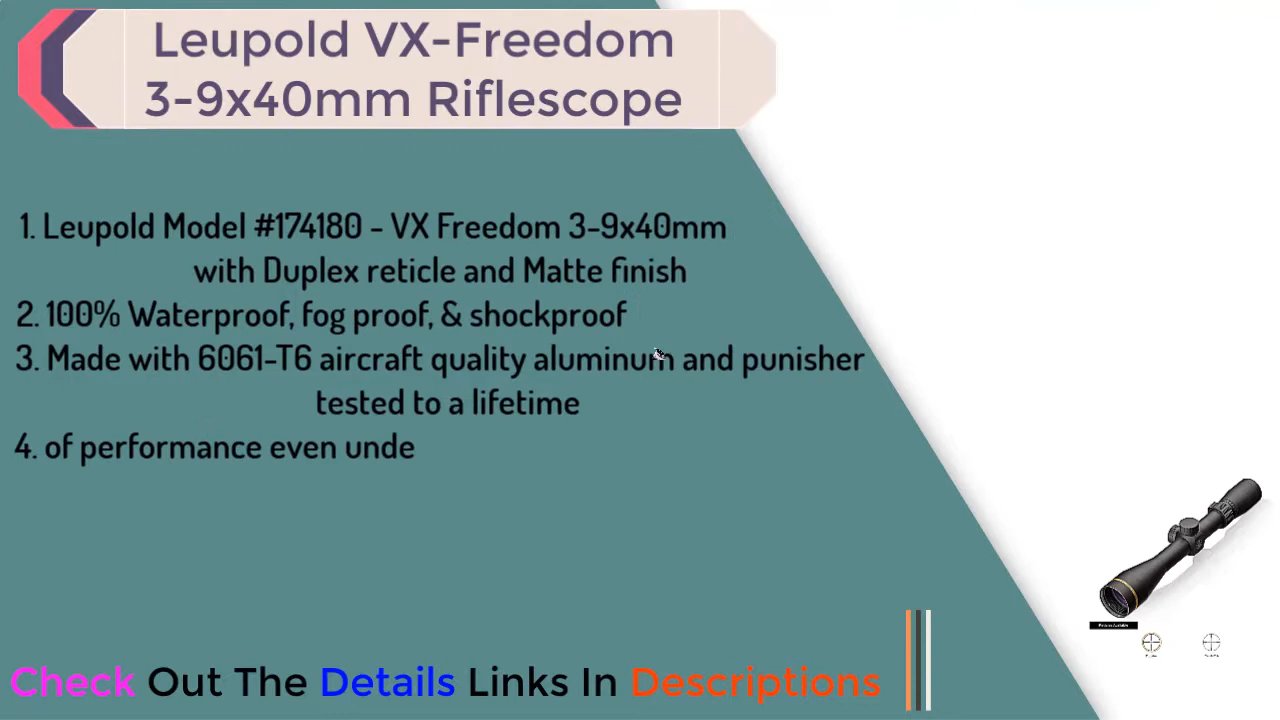 Leupold VX-Freedom
3-9x40mm Riflescope
1. Leupold Model #174180 - VX Freedom 3-9x40mm
with Duplex reticle and Matte finish
2. 100% Waterproof, fog proof, & shockproof
3. Made with 6061-T6 aircraft quality aluminum and punisher
tested to a lifetime
4. of performance even unde
Check Out The Details Links In Descriptions